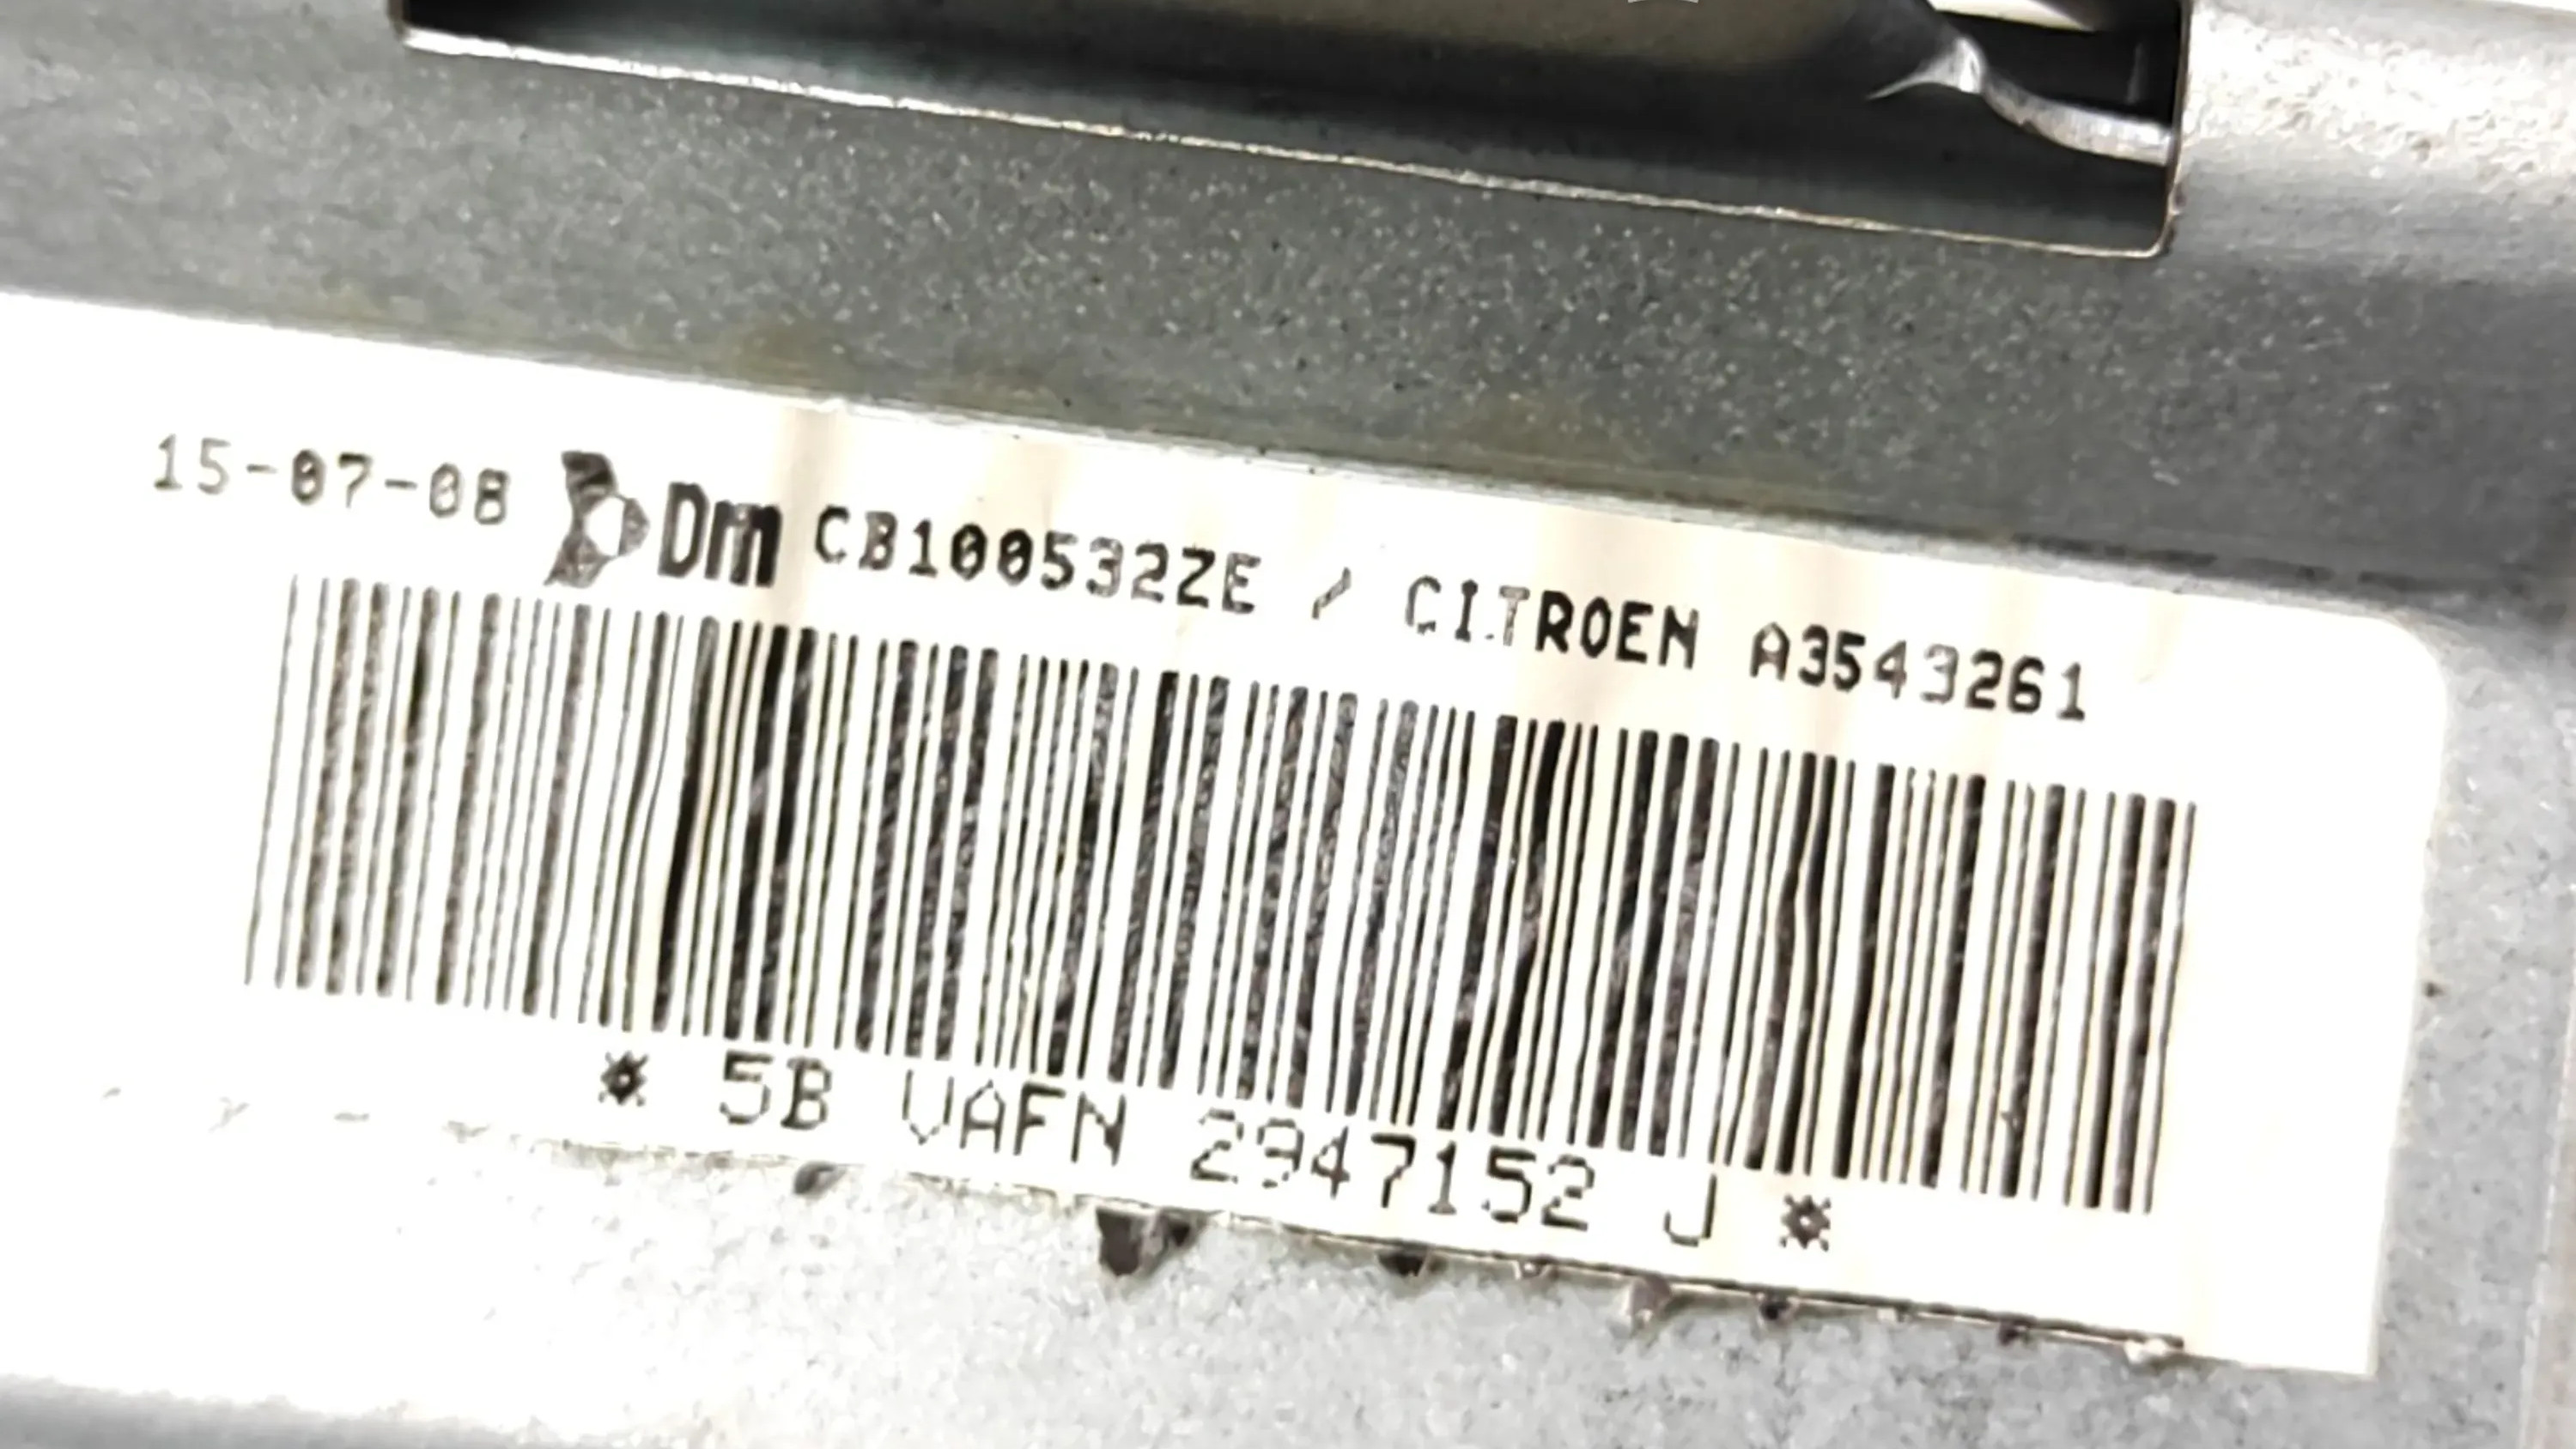 15-07-08 Dm CB100532ZE / CITROEN A3543261
* 5B VAFN 2947152 J *